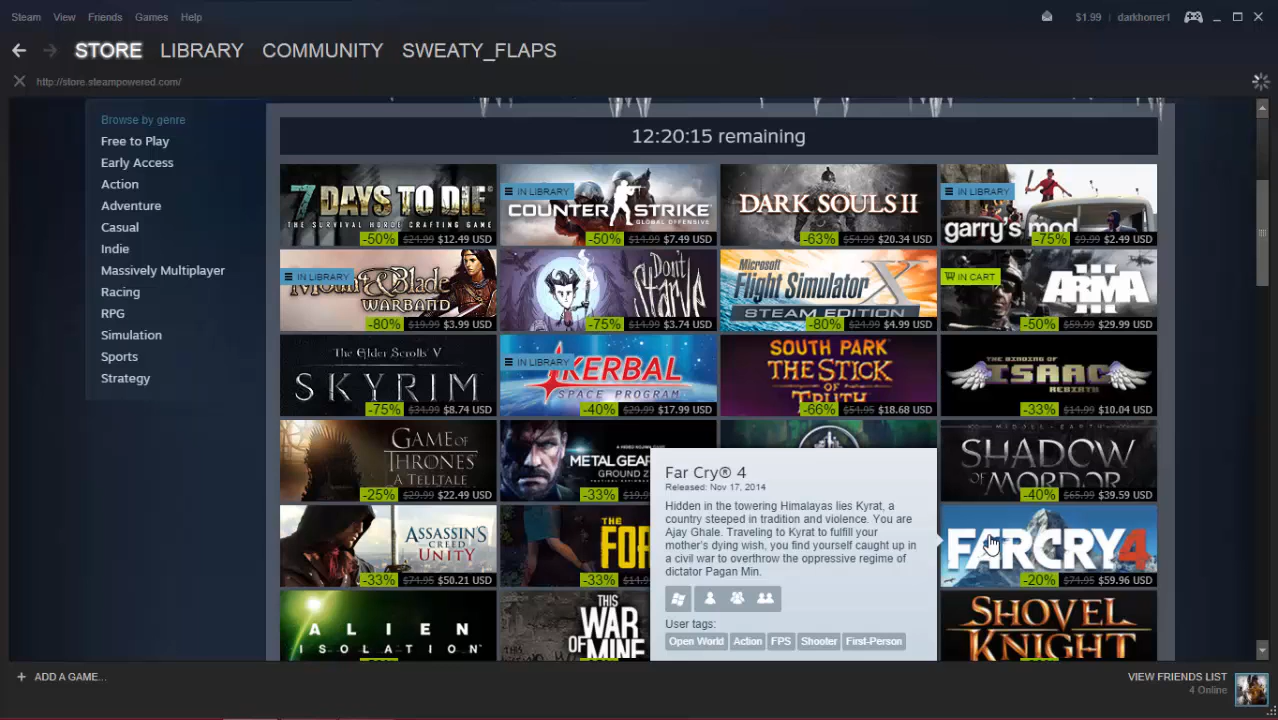 Steam View Friends Games Help
$1.99 darkhorrer1
STORE LIBRARY COMMUNITY SWEATY_FLAPS
http://store.steampowered.com/
Browse by genre
Free to Play
Early Access
Action
Adventure
Casual
Indie
Massively Multiplayer
Racing
RPG
Simulation
Sports
Strategy
12:20:15 remaining
7 DAYS TO DIE
THE SURVIVAL HORDE CRAFTING GAME
-50% $24.99 $12.49 USD
IN LIBRARY
COUNTER STRIKE
GLOBAL OFFENSIVE
-50% $14.99 $7.49 USD
DARK SOULS II
-63% $54.99 $20.34 USD
IN LIBRARY
garry's mod
-75% $9.99 $2.49 USD
IN LIBRARY
Mount & Blade
WARBAND
-80% $19.99 $3.99 USD
Don't Starve
-75% $14.99 $3.74 USD
Microsoft
Flight Simulator X
STEAM EDITION
-80% $24.99 $4.99 USD
IN CART
ARMA III
-50% $59.99 $29.99 USD
The Elder Scrolls V
SKYRIM
-75% $34.99 $8.74 USD
IN LIBRARY
KERBAL
SPACE PROGRAM
-40% $29.99 $17.99 USD
SOUTH PARK
THE STICK
OF
TRUTH
-66% $54.95 $18.68 USD
THE BINDING OF
ISAAC
REBIRTH
-33% $14.99 $10.04 USD
GAME OF
THRONES
A TELLTALE
-25% $29.99 $22.49 USD
METAL GEAR
GROUND Z
-33% $19.9
MIDDLE-EARTH
SHADOW
OF MORDOR
-40% $65.99 $39.59 USD
ASSASSIN'S
CREED
UNITY
-33% $74.95 $50.21 USD
THE
FOR
-33% $14.9
FARCRY 4
-20% $74.95 $59.96 USD
ALIEN
ISOLATION
THIS
WAR
OF MINE
SHOVEL
KNIGHT
Far Cry® 4
Released: Nov 17, 2014
Hidden in the towering Himalayas lies Kyrat, a
country steeped in tradition and violence. You are
Ajay Ghale. Traveling to Kyrat to fulfill your
mother's dying wish, you find yourself caught up in
a civil war to overthrow the oppressive regime of
dictator Pagan Min.
User tags:
Open World Action FPS Shooter First-Person
+ ADD A GAME...
VIEW FRIENDS LIST
4 Online